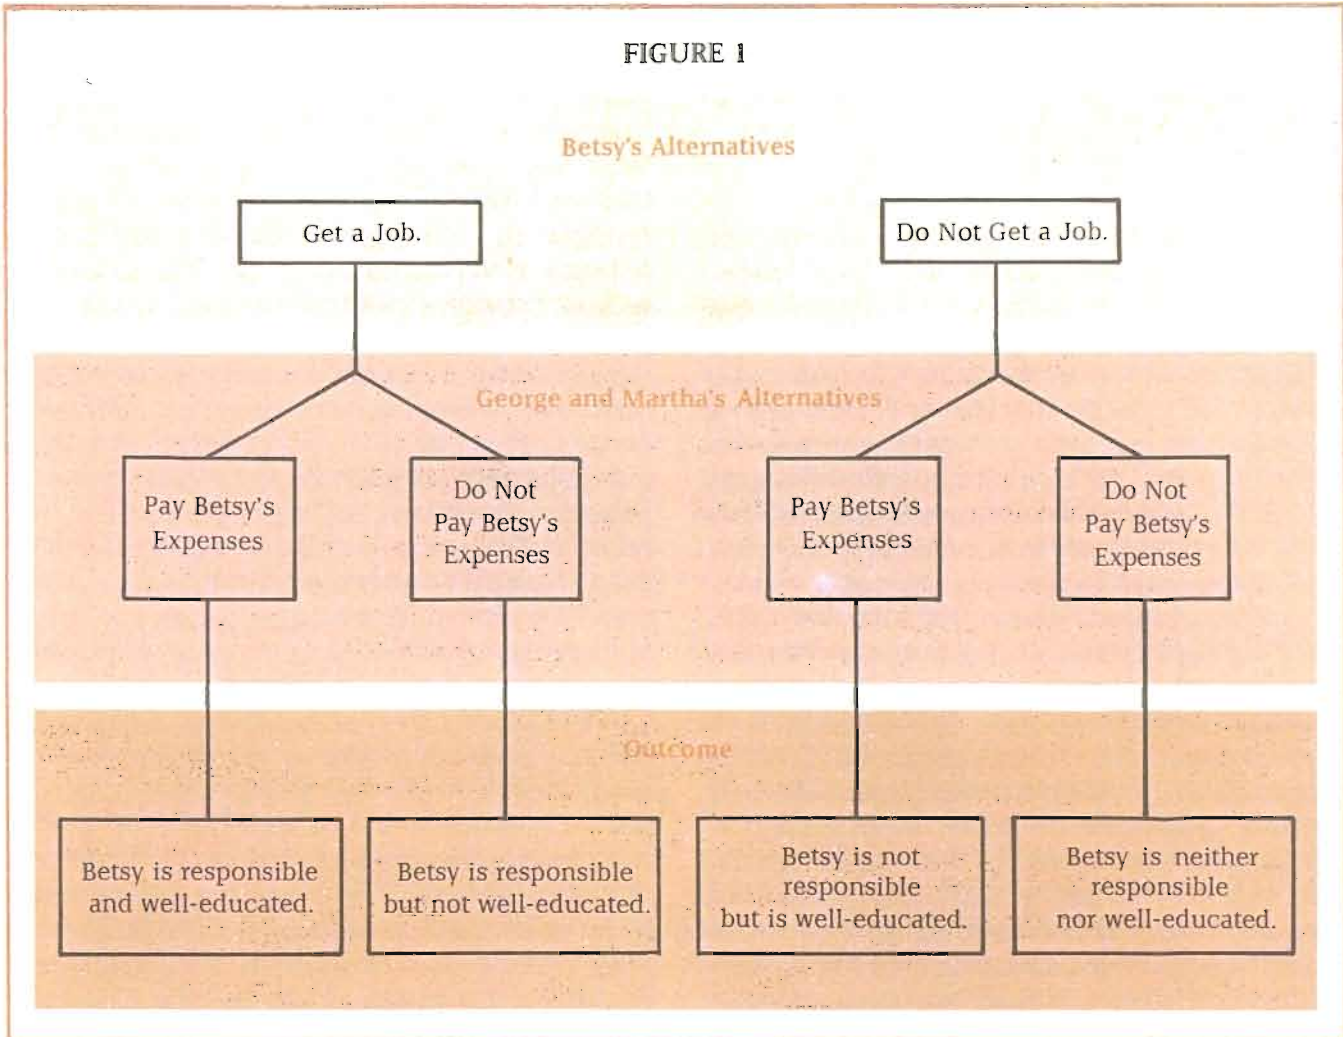 FIGURE 1
Betsy's Alternatives
Get a Job.
Do Not Get a Job.
George and Martha's Alternatives
Pay Betsy's
Expenses
Do Not
Pay Betsy's
Expenses
Pay Betsy's
Expenses
Do Not
Pay Betsy's
Expenses
Outcome
Betsy is responsible
and well-educated.
Betsy is responsible
but not well-educated.
Betsy is not
responsible
but is well-educated.
Betsy is neither
responsible
nor well-educated.